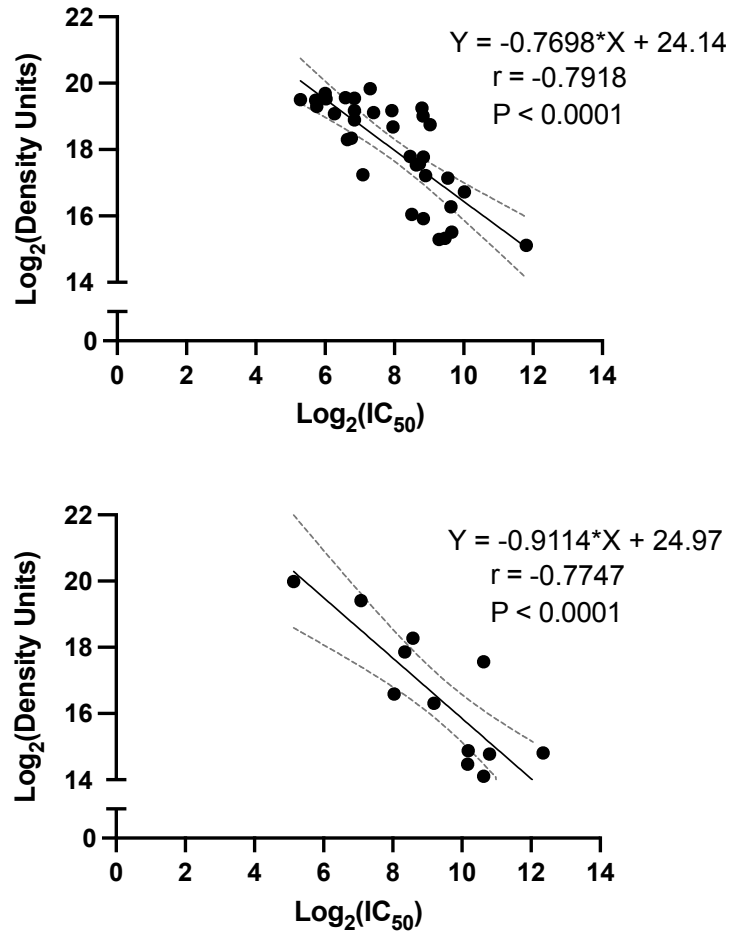 Y = -0.7698*X + 24.14
r = -0.7918
P < 0.0001
Log2(Density Units)
22
20
18
16
14
0
0 2 4 6 8 10 12 14
Log2(IC50)
Y = -0.9114*X + 24.97
r = -0.7747
P < 0.0001
Log2(Density Units)
22
20
18
16
14
0
0 2 4 6 8 10 12 14
Log2(IC50)